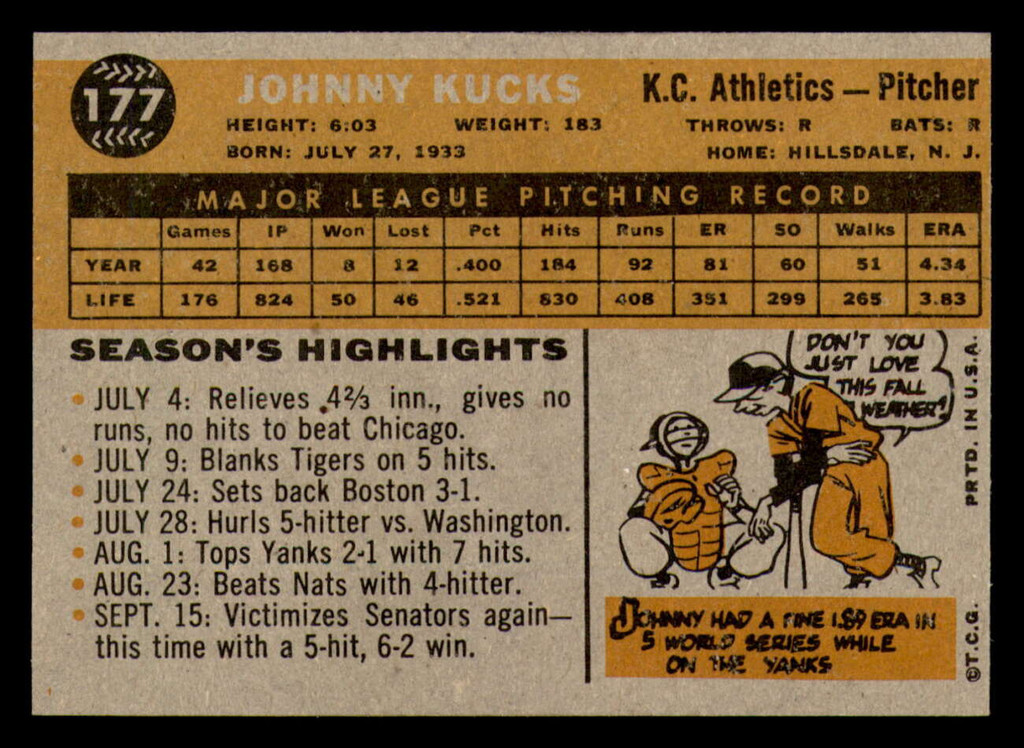 177
JOHNNY KUCKS
K.C. Athletics — Pitcher
HEIGHT: 6:03 WEIGHT: 183 THROWS: R BATS: R
BORN: JULY 27, 1933 HOME: HILLSDALE, N. J.
MAJOR LEAGUE PITCHING RECORD
Games IP Won Lost Pct Hits Runs ER SO Walks ERA
YEAR 42 168 8 12 .400 184 92 81 60 51 4.34
LIFE 176 824 50 46 .521 830 408 351 299 265 3.83
SEASON'S HIGHLIGHTS
• JULY 4: Relieves 4⅔ inn., gives no
runs, no hits to beat Chicago.
• JULY 9: Blanks Tigers on 5 hits.
• JULY 24: Sets back Boston 3-1.
• JULY 28: Hurls 5-hitter vs. Washington.
• AUG. 1: Tops Yanks 2-1 with 7 hits.
• AUG. 23: Beats Nats with 4-hitter.
• SEPT. 15: Victimizes Senators again—
this time with a 5-hit, 6-2 win.
DON'T YOU
JUST LOVE
THIS FALL
WEATHER?
JOHNNY HAD A FINE 1.89 ERA IN
5 WORLD SERIES WHILE
ON THE YANKS
PRTD. IN U.S.A.
©T.C.G.